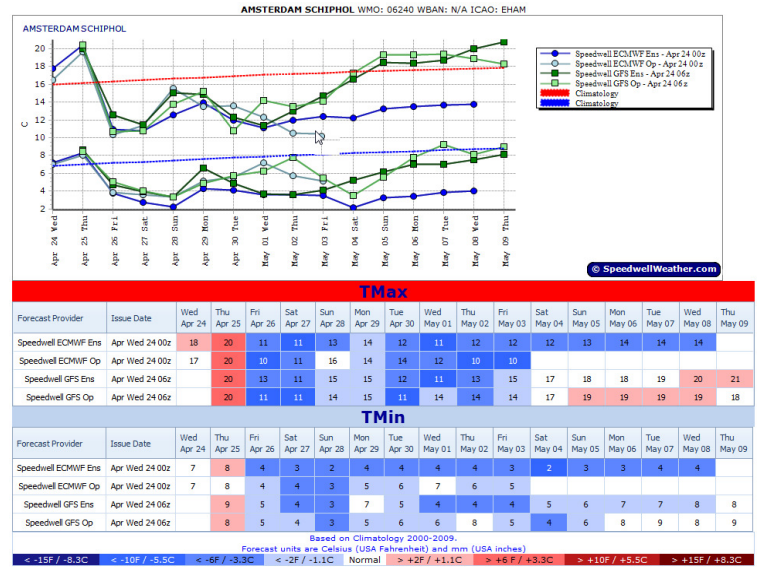 AMSTERDAM SCHIPHOL WMO: 06240 WBAN: N/A ICAO: EHAM
AMSTERDAM SCHIPHOL
20
18
16
14
12
10
8
6
4
2
C
Apr 24 Wed
Apr 25 Thu
Apr 26 Fri
Apr 27 Sat
Apr 28 Sun
Apr 29 Mon
Apr 30 Tue
May 01 Wed
May 02 Thu
May 03 Fri
May 04 Sat
May 05 Sun
May 06 Mon
May 07 Tue
May 08 Wed
May 09 Thu
Speedwell ECMWF Ens - Apr 24 00z
Speedwell ECMWF Op - Apr 24 00z
Speedwell GFS Ens - Apr 24 06z
Speedwell GFS Op - Apr 24 06z
Climatology
Climatology
© SpeedwellWeather.com
TMax
Forecast Provider Issue Date Wed Apr 24 Thu Apr 25 Fri Apr 26 Sat Apr 27 Sun Apr 28 Mon Apr 29 Tue Apr 30 Wed May 01 Thu May 02 Fri May 03 Sat May 04 Sun May 05 Mon May 06 Tue May 07 Wed May 08 Thu May 09
Speedwell ECMWF Ens Apr Wed 24 00z 18 20 11 11 13 14 12 11 12 12 12 13 14 14 14
Speedwell ECMWF Op Apr Wed 24 00z 17 20 10 11 16 14 14 12 10 10
Speedwell GFS Ens Apr Wed 24 06z 20 13 11 15 15 12 11 13 15 17 18 18 19 20 21
Speedwell GFS Op Apr Wed 24 06z 20 11 11 14 15 11 14 14 14 17 19 19 19 19 18
TMin
Forecast Provider Issue Date Wed Apr 24 Thu Apr 25 Fri Apr 26 Sat Apr 27 Sun Apr 28 Mon Apr 29 Tue Apr 30 Wed May 01 Thu May 02 Fri May 03 Sat May 04 Sun May 05 Mon May 06 Tue May 07 Wed May 08 Thu May 09
Speedwell ECMWF Ens Apr Wed 24 00z 7 8 4 3 2 4 4 4 4 3 2 3 3 4 4
Speedwell ECMWF Op Apr Wed 24 00z 7 8 4 4 3 5 6 7 6 5
Speedwell GFS Ens Apr Wed 24 06z 9 5 4 3 7 5 4 4 4 5 6 7 7 8 8
Speedwell GFS Op Apr Wed 24 06z 8 5 4 3 5 6 6 8 5 4 6 8 9 8 9
Based on Climatology 2000-2009.
Forecast units are Celsius (USA Fahrenheit) and mm (USA inches)
< -15F / -8.3C < -10F / -5.5C < -6F / -3.3C < -2F / -1.1C Normal > +2F / +1.1C > +6 F / +3.3C > +10F / +5.5C > +15F / +8.3C